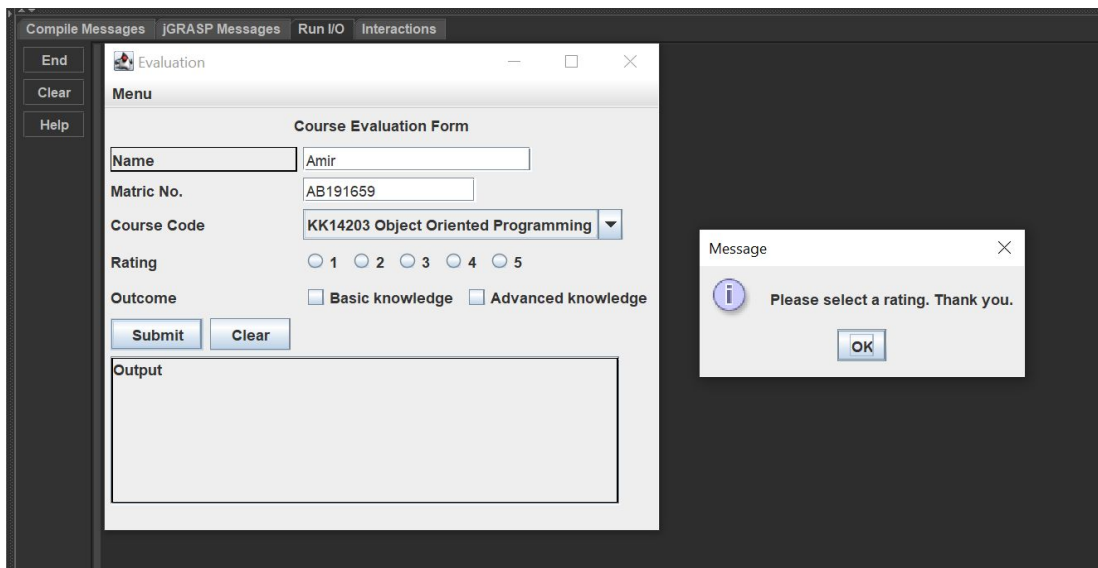 Compile Messages jGRASP Messages Run I/O Interactions
End
Clear
Help
Evaluation
Menu
Course Evaluation Form
Name Amir
Matric No. AB191659
Course Code KK14203 Object Oriented Programming
Rating 1 2 3 4 5
Outcome Basic knowledge Advanced knowledge
Submit Clear
Output
Message
Please select a rating. Thank you.
OK